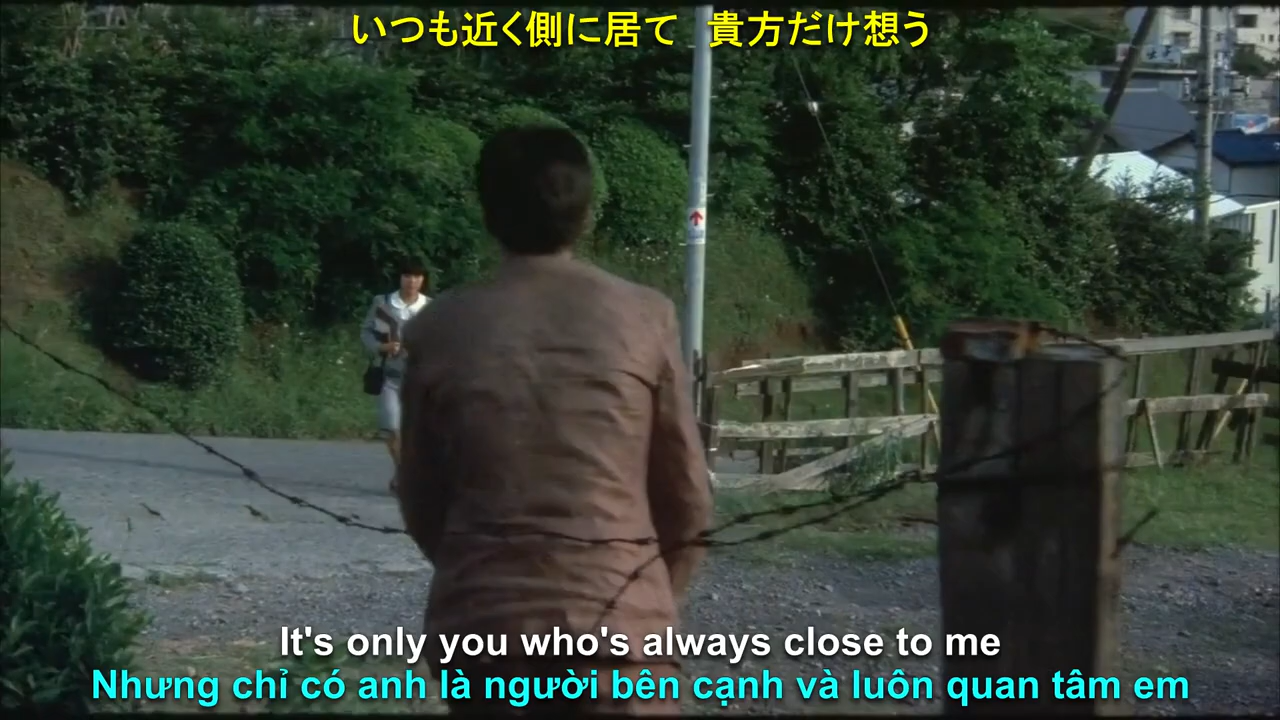 いつも近く側に居て　貴方だけ想う
It's only you who's always close to me
Nhưng chỉ có anh là người bên cạnh và luôn quan tâm em